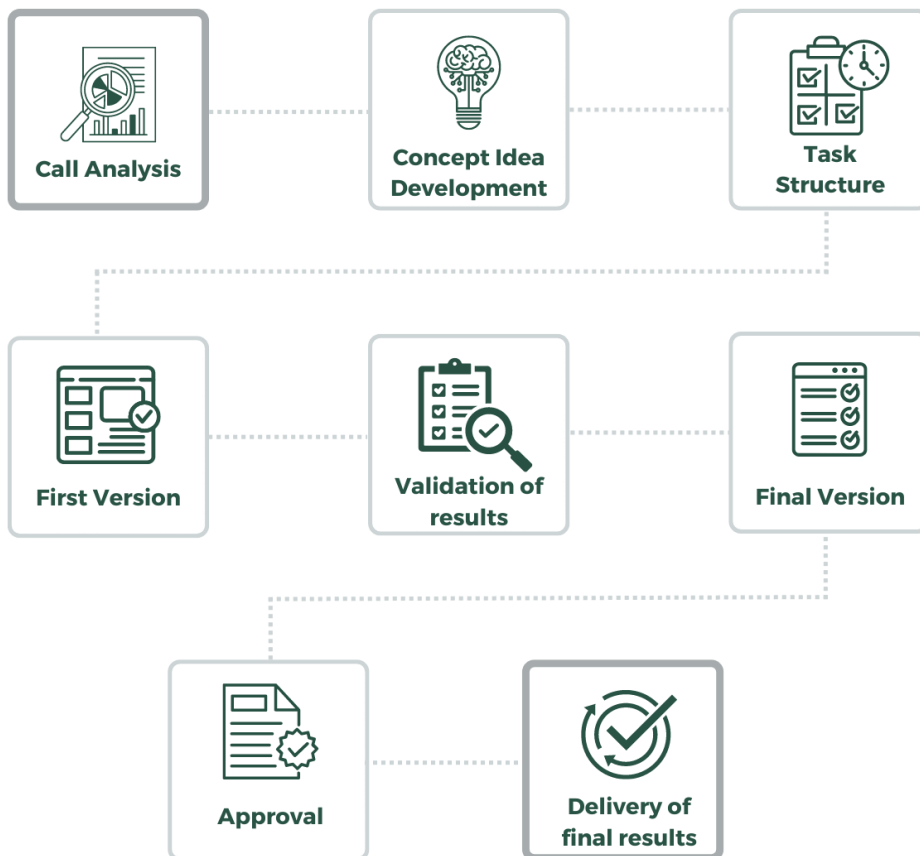 Call Analysis
Concept Idea
Development
Task
Structure
First Version
Validation of
results
Final Version
Approval
Delivery of
final results